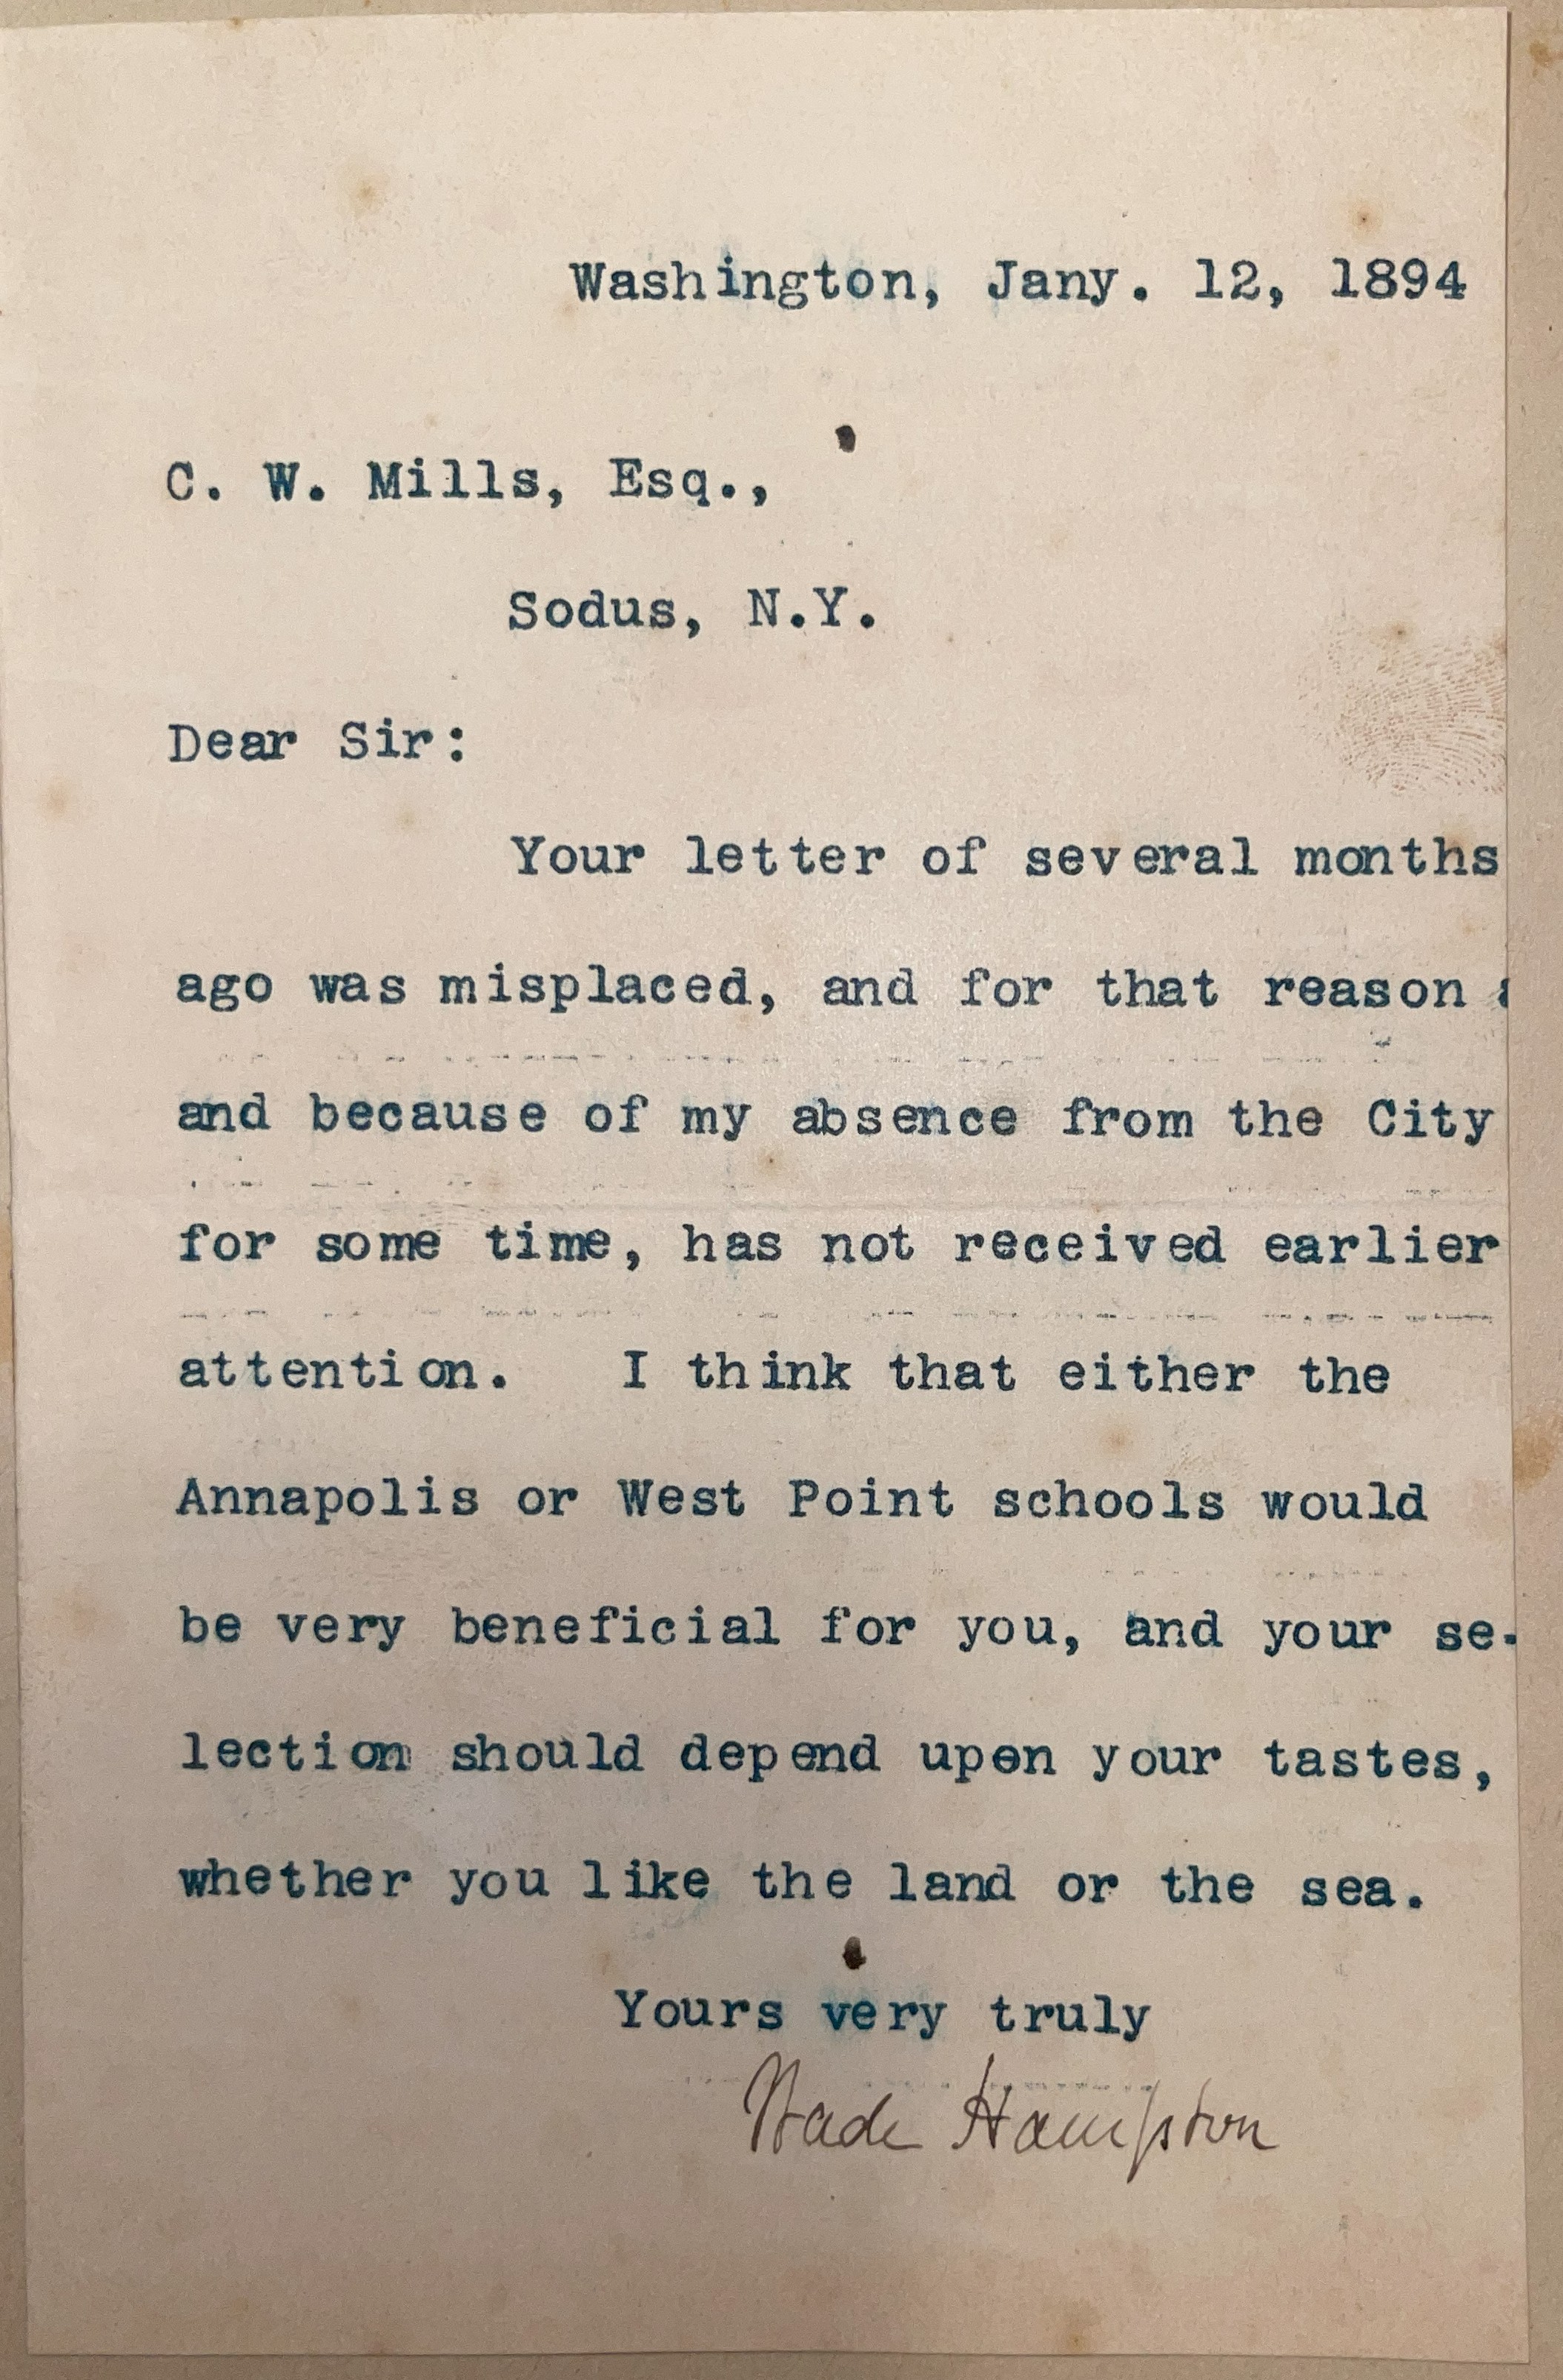 Washington, Jany. 12, 1894
C. W. Mills, Esq.,
Sodus, N.Y.
Dear Sir:
Your letter of several months
ago was misplaced, and for that reason a
and because of my absence from the City
for some time, has not received earlier
attention. I think that either the
Annapolis or West Point schools would
be very beneficial for you, and your se-
lection should depend upon your tastes,
whether you like the land or the sea.
Yours very truly
Wade Hampton